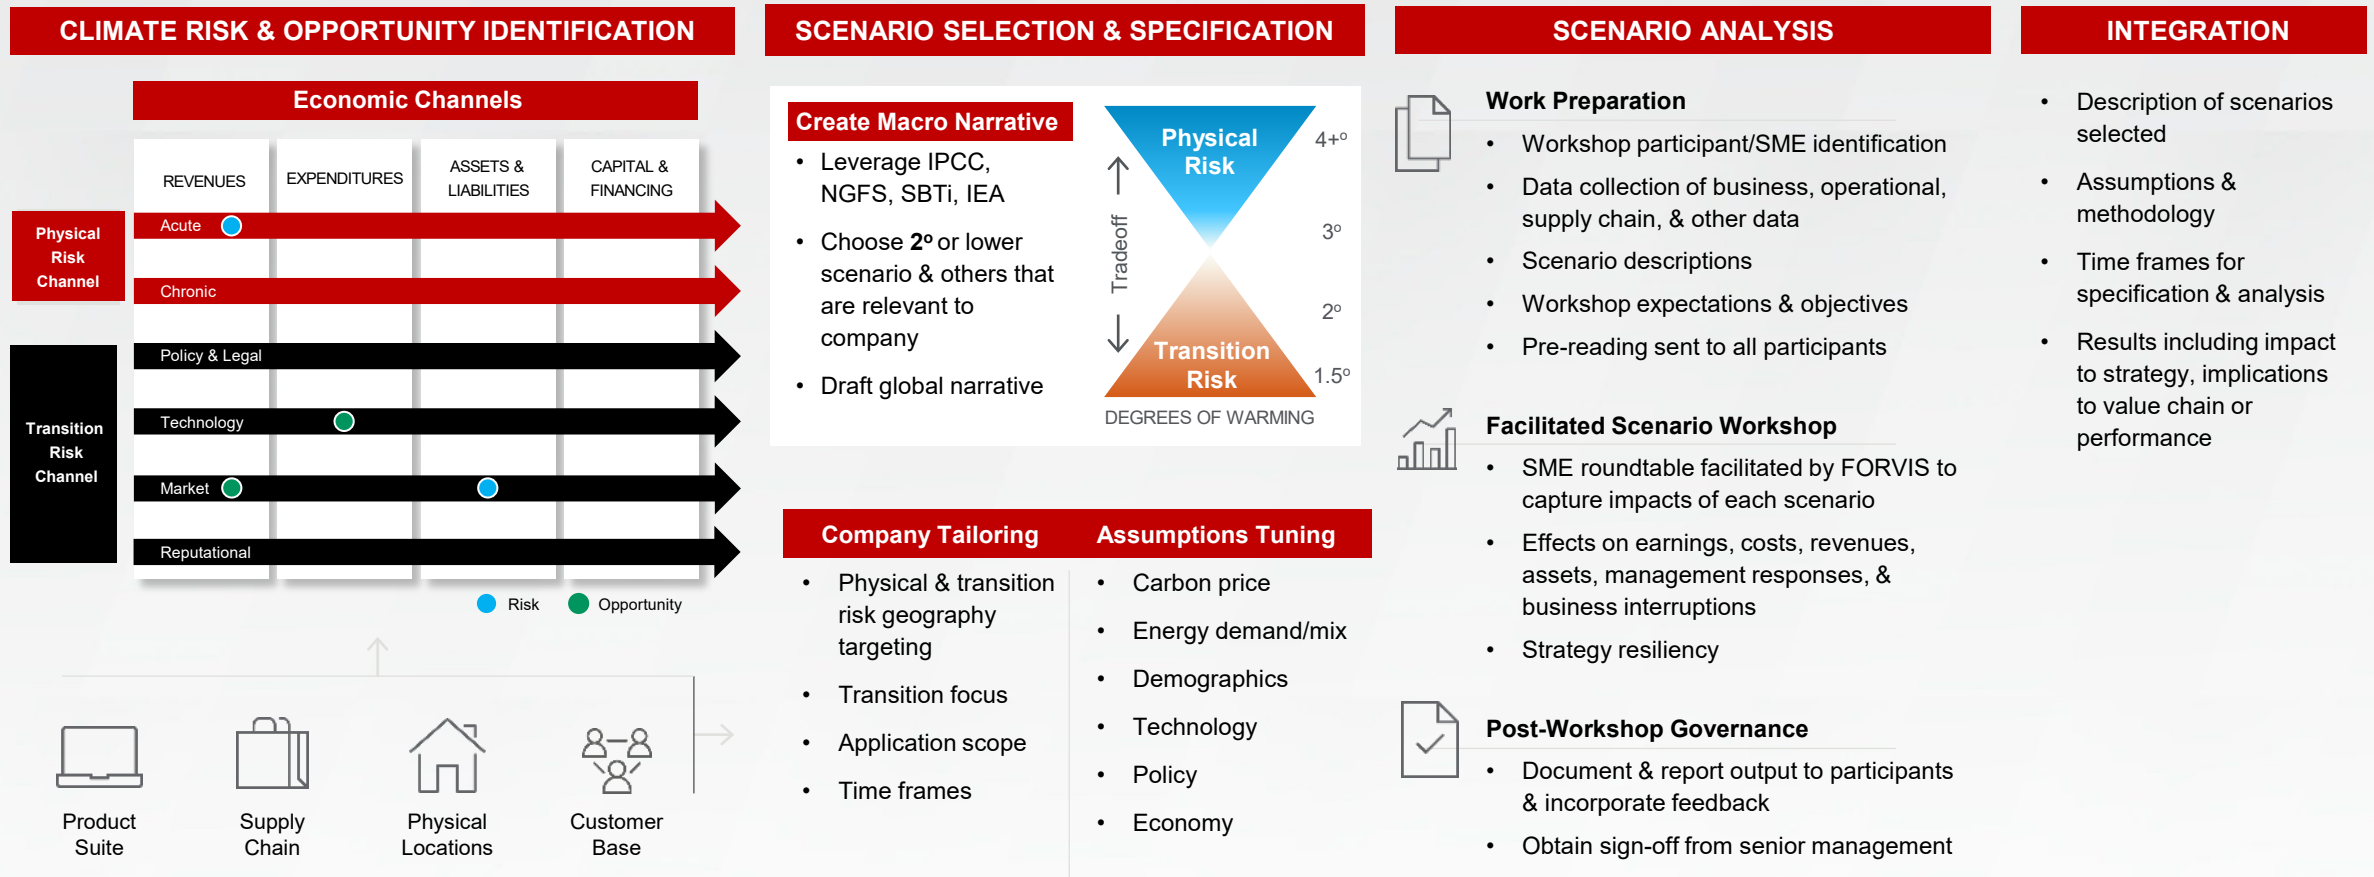 CLIMATE RISK & OPPORTUNITY IDENTIFICATION
Economic Channels
REVENUES
EXPENDITURES
ASSETS &
LIABILITIES
CAPITAL &
FINANCING
Physical
Risk
Channel
Acute
Chronic
Transition
Risk
Channel
Policy & Legal
Technology
Market
Reputational
Risk
Opportunity
Product
Suite
Supply
Chain
Physical
Locations
Customer
Base
SCENARIO SELECTION & SPECIFICATION
Create Macro Narrative
• Leverage IPCC,
NGFS, SBTi, IEA
• Choose 2º or lower
scenario & others that
are relevant to
company
• Draft global narrative
Tradeoff
Physical
Risk
Transition
Risk
4+º
3º
2º
1.5º
DEGREES OF WARMING
Company Tailoring
• Physical & transition
risk geography
targeting
• Transition focus
• Application scope
• Time frames
Assumptions Tuning
• Carbon price
• Energy demand/mix
• Demographics
• Technology
• Policy
• Economy
SCENARIO ANALYSIS
Work Preparation
• Workshop participant/SME identification
• Data collection of business, operational,
supply chain, & other data
• Scenario descriptions
• Workshop expectations & objectives
• Pre-reading sent to all participants
Facilitated Scenario Workshop
• SME roundtable facilitated by FORVIS to
capture impacts of each scenario
• Effects on earnings, costs, revenues,
assets, management responses, &
business interruptions
• Strategy resiliency
Post-Workshop Governance
• Document & report output to participants
& incorporate feedback
• Obtain sign-off from senior management
INTEGRATION
• Description of scenarios
selected
• Assumptions &
methodology
• Time frames for
specification & analysis
• Results including impact
to strategy, implications
to value chain or
performance